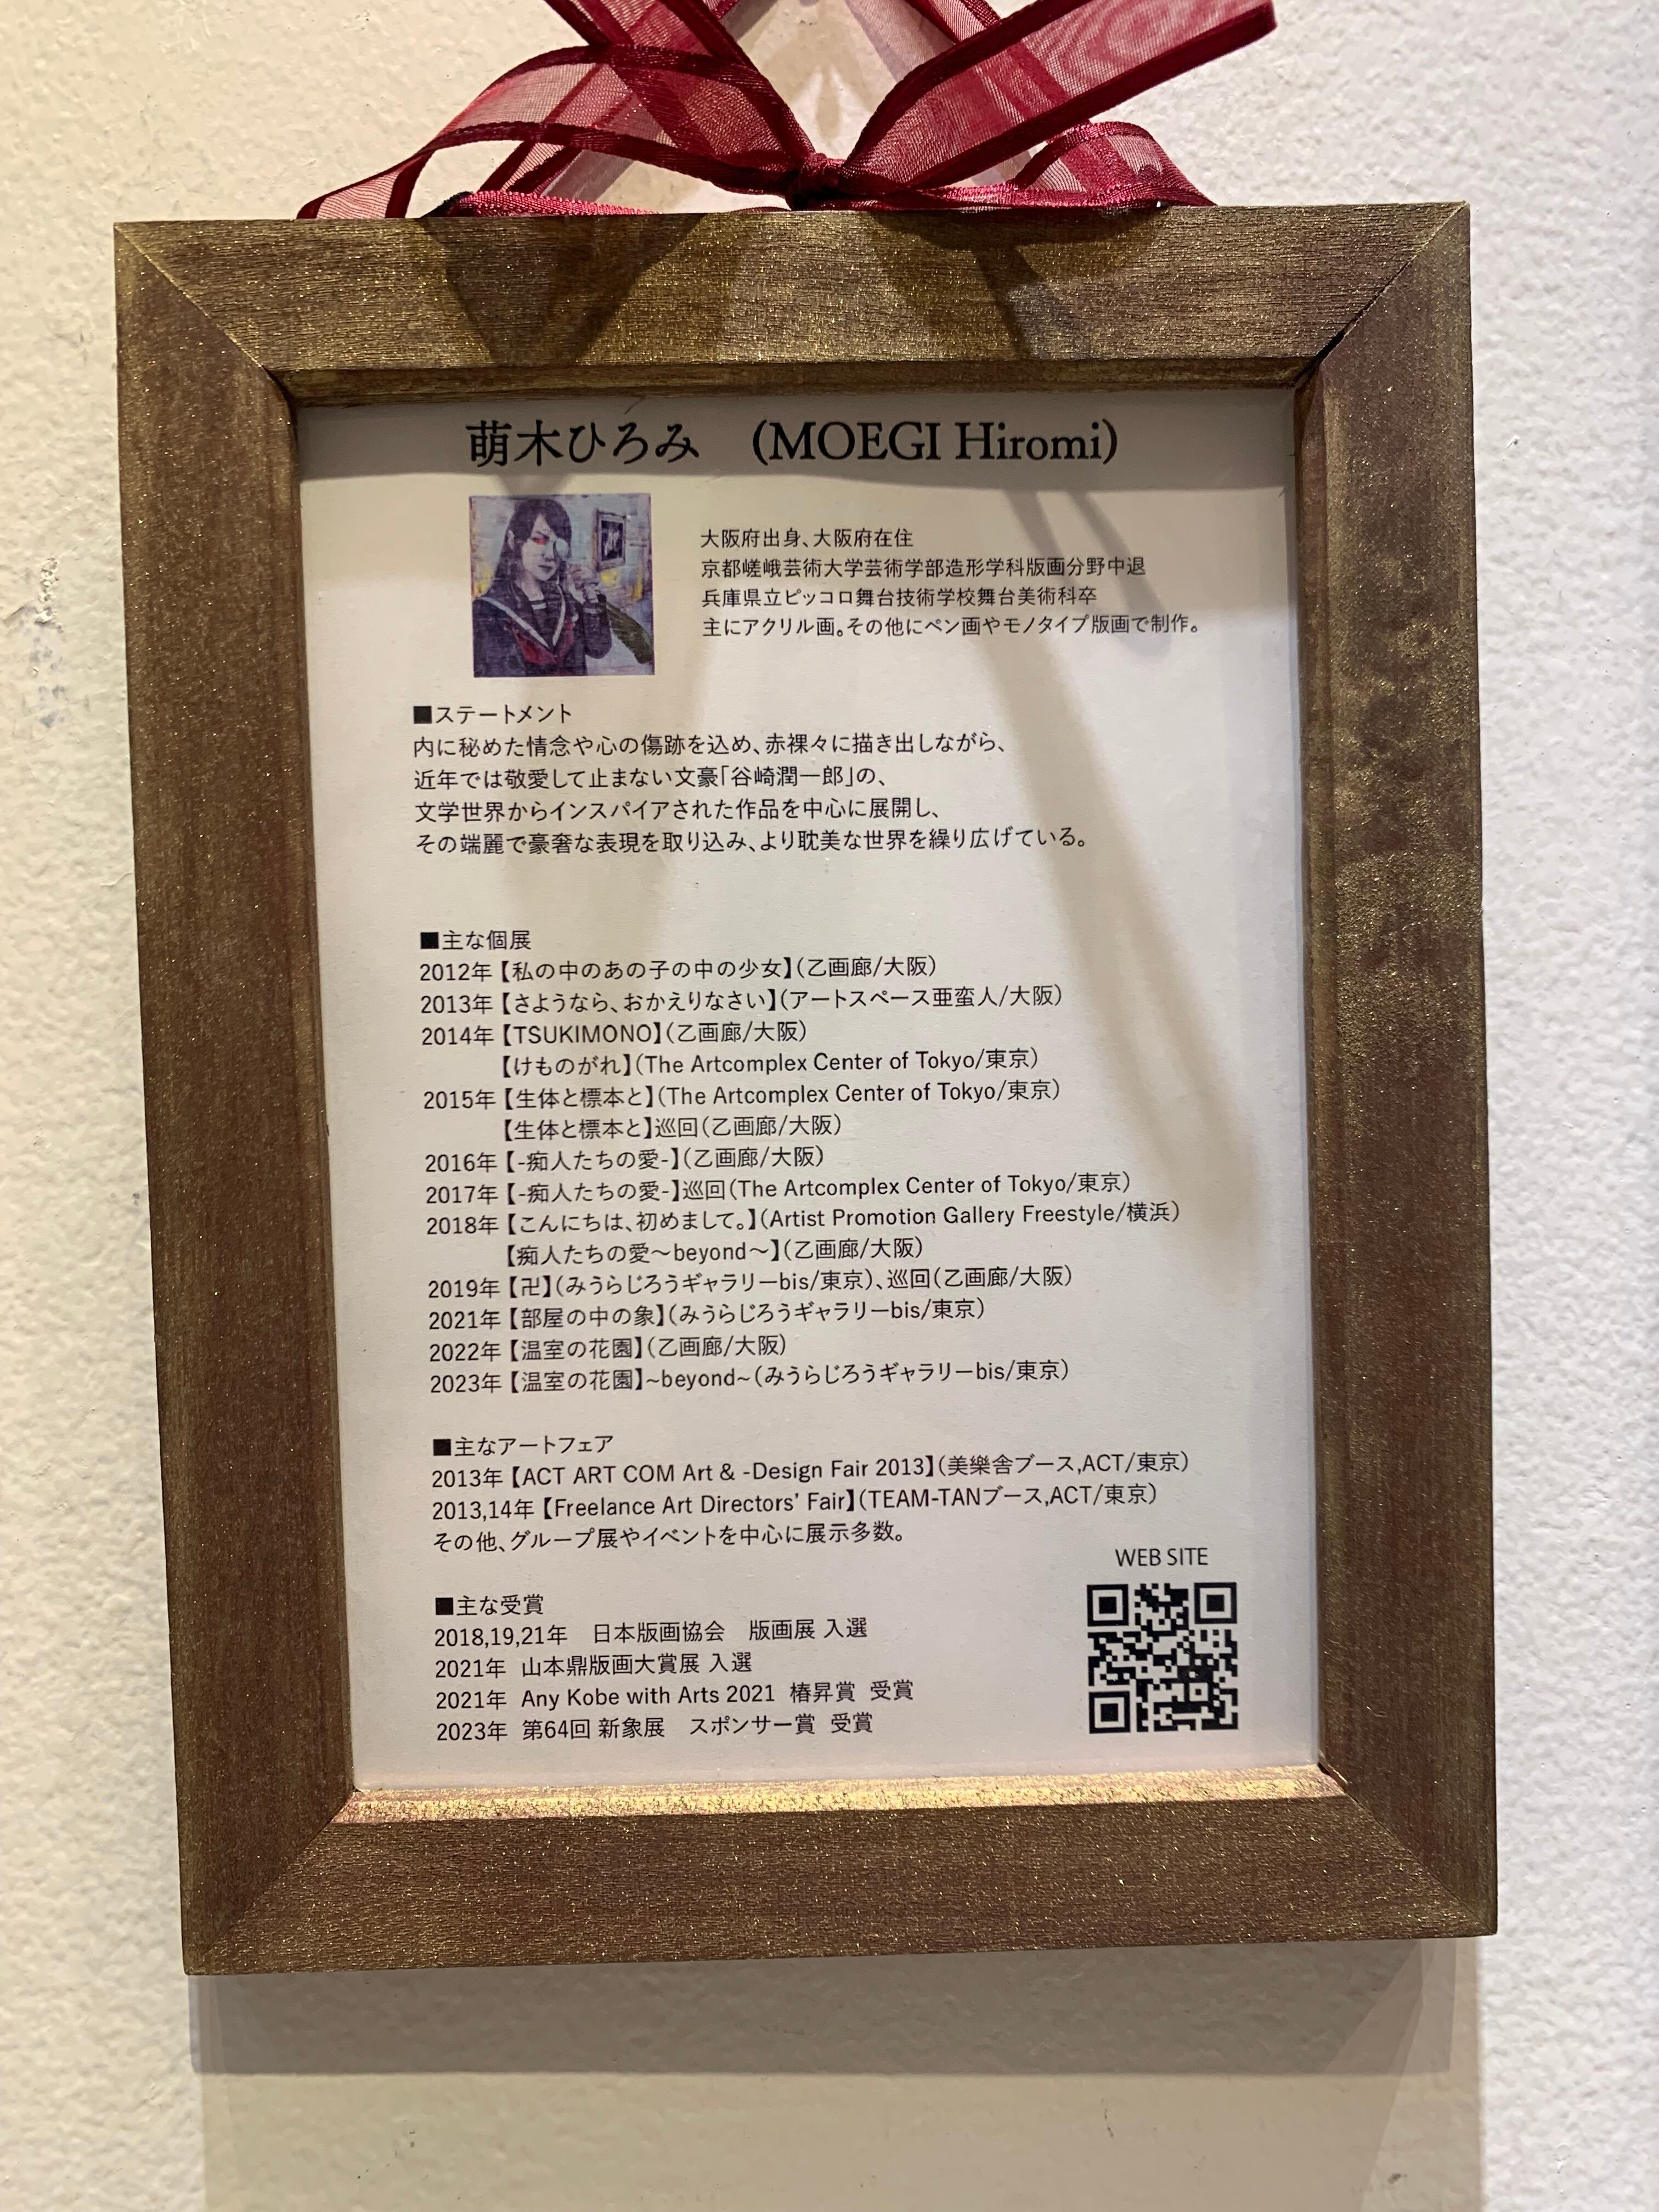 萌木ひろみ (MOEGI Hiromi)
大阪府出身、大阪府在住
京都嵯峨芸術大学芸術学部造形学科版画分野中退
兵庫県立ピッコロ舞台技術学校舞台美術科卒
主にアクリル画。その他にペン画やモノタイプ版画で制作。
■ステートメント
内に秘めた情念や心の傷跡を込め、赤裸々に描き出しながら、
近年では敬愛して止まない文豪「谷崎潤一郎」の、
文学世界からインスパイアされた作品を中心に展開し、
その端麗で豪奢な表現を取り込み、より耽美な世界を繰り広げている。
■主な個展
2012年【私の中のあの子の中の少女】(乙画廊/大阪)
2013年【さようなら、おかえりなさい】(アートスペース亜蛮人/大阪)
2014年【TSUKIMONO】(乙画廊/大阪)
【けものがれ】(The Artcomplex Center of Tokyo/東京)
2015年【生体と標本と】(The Artcomplex Center of Tokyo/東京)
【生体と標本と】巡回(乙画廊/大阪)
2016年【-痴人たちの愛-】(乙画廊/大阪)
2017年【-痴人たちの愛-】巡回(The Artcomplex Center of Tokyo/東京)
2018年【こんにちは、初めまして。】(Artist Promotion Gallery Freestyle/横浜)
【痴人たちの愛～beyond～】(乙画廊/大阪)
2019年【卍】(みうらじろうギャラリーbis/東京)、巡回(乙画廊/大阪)
2021年【部屋の中の象】(みうらじろうギャラリーbis/東京)
2022年【温室の花園】(乙画廊/大阪)
2023年【温室の花園】~beyond~(みうらじろうギャラリーbis/東京)
■主なアートフェア
2013年【ACT ART COM Art & -Design Fair 2013】(美樂舎ブース,ACT/東京)
2013,14年【Freelance Art Directors' Fair】(TEAM-TANブース,ACT/東京)
その他、グループ展やイベントを中心に展示多数。
WEB SITE
■主な受賞
2018,19,21年 日本版画協会 版画展 入選
2021年 山本鼎版画大賞展 入選
2021年 Any Kobe with Arts 2021 椿昇賞 受賞
2023年 第64回 新象展 スポンサー賞 受賞